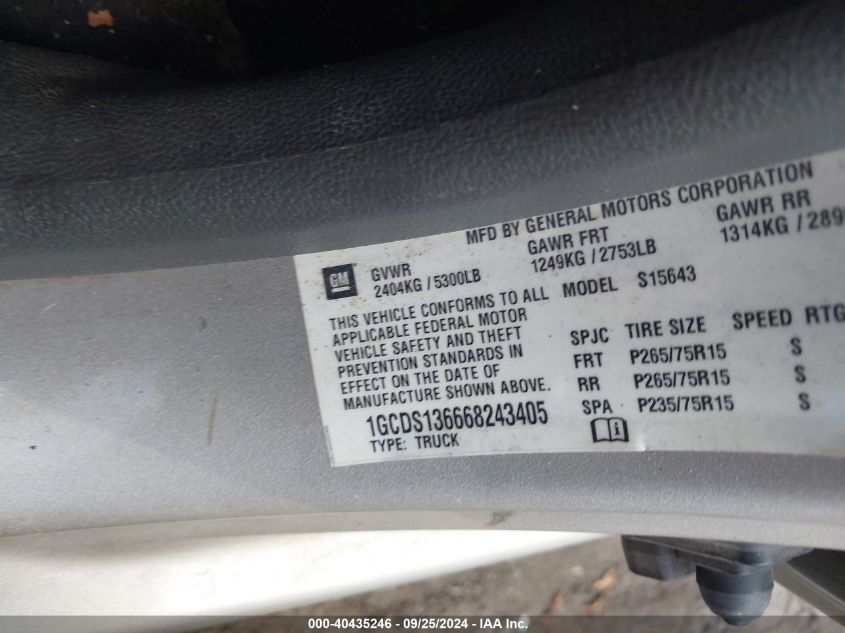 MFD BY GENERAL MOTORS CORPORATION
GM
GVWR GAWR FRT GAWR RR
2404KG / 5300LB 1249KG / 2753LB 1314KG / 289
THIS VEHICLE CONFORMS TO ALL
APPLICABLE FEDERAL MOTOR
VEHICLE SAFETY AND THEFT
PREVENTION STANDARDS IN
EFFECT ON THE DATE OF
MANUFACTURE SHOWN ABOVE.
MODEL S15643
SPJC TIRE SIZE SPEED RTG
FRT P265/75R15 S
RR P265/75R15 S
SPA P235/75R15 S
1GCDS136668243405
TYPE: TRUCK
000-40435246 - 09/25/2024 - IAA Inc.